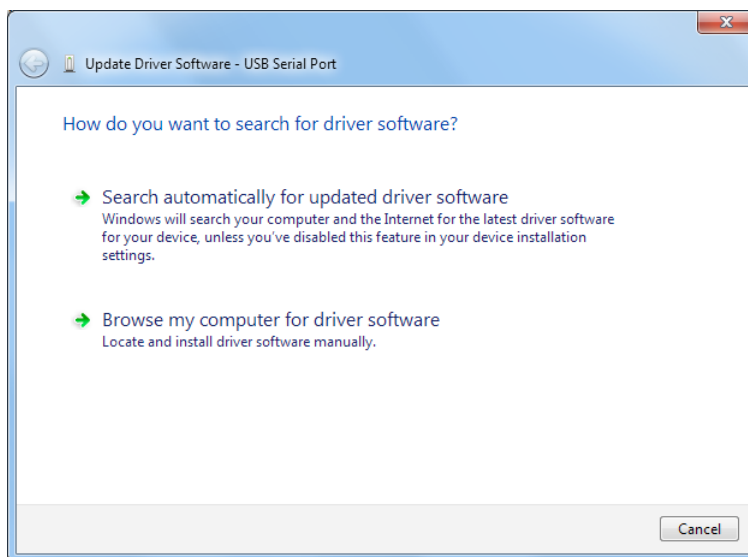 Update Driver Software - USB Serial Port
How do you want to search for driver software?
Search automatically for updated driver software
Windows will search your computer and the Internet for the latest driver software
for your device, unless you've disabled this feature in your device installation
settings.
Browse my computer for driver software
Locate and install driver software manually.
Cancel